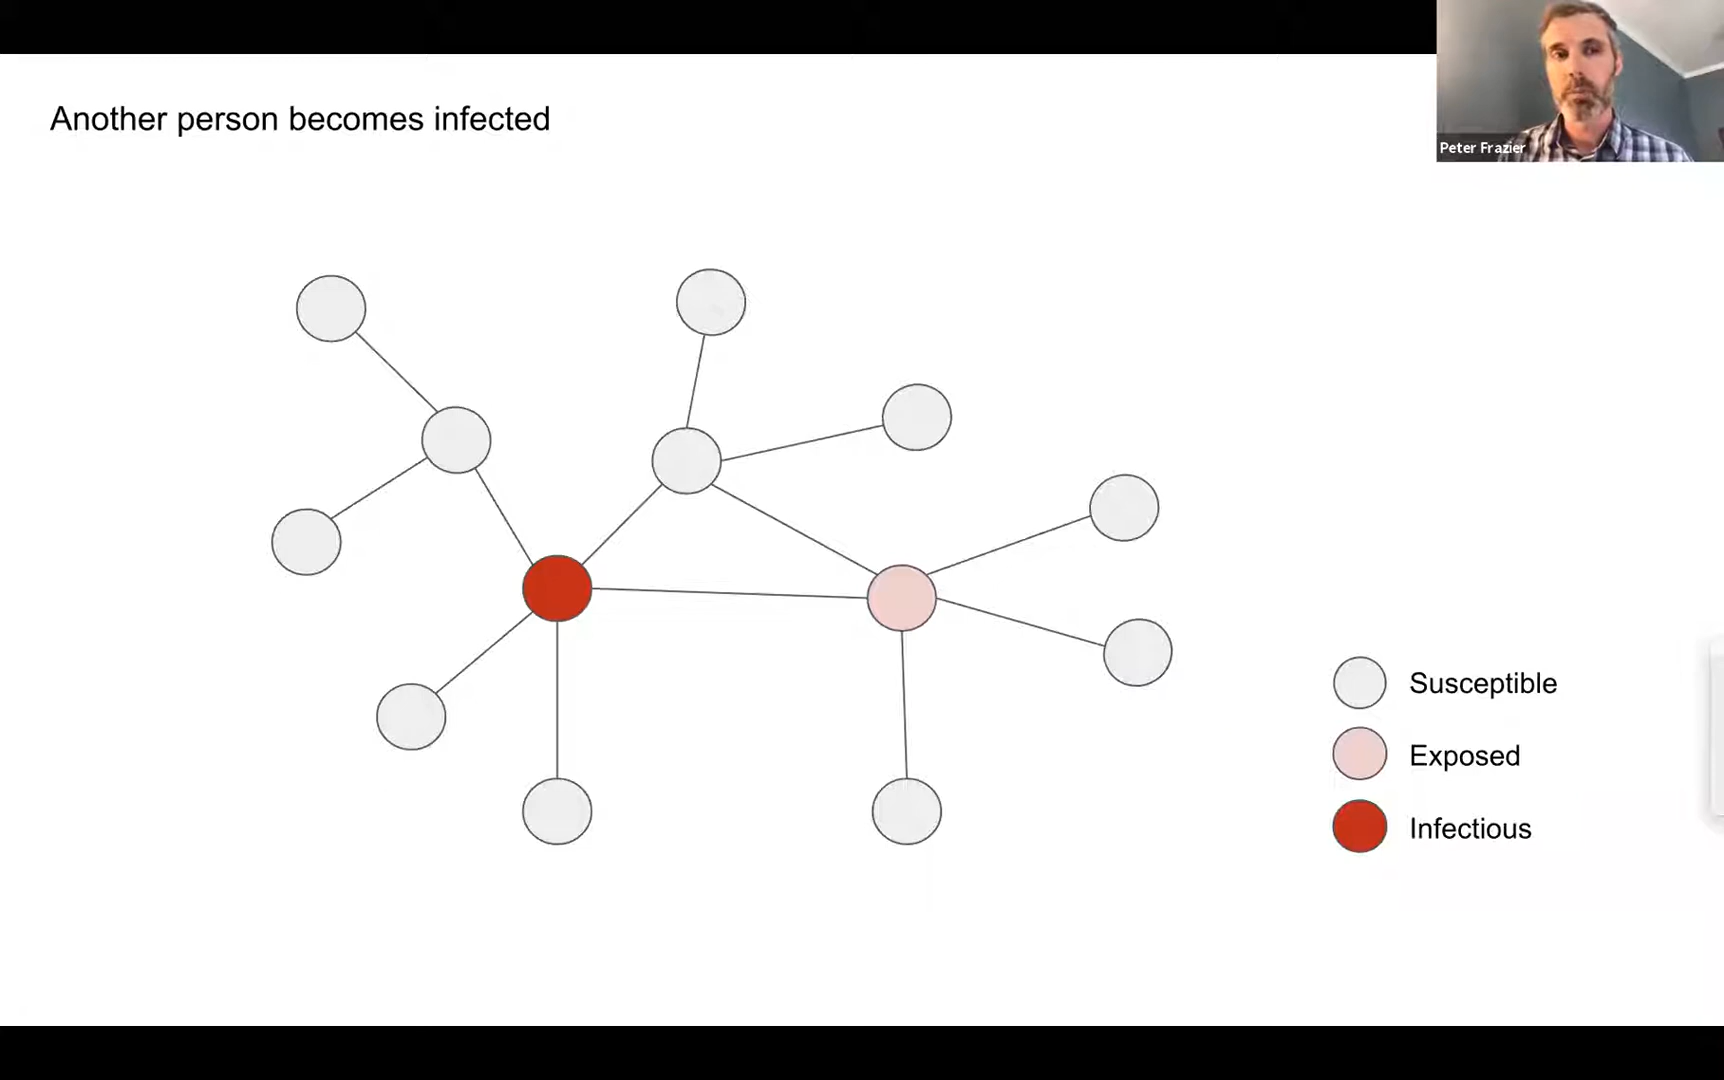 Another person becomes infected
Peter Frazier
Susceptible
Exposed
Infectious